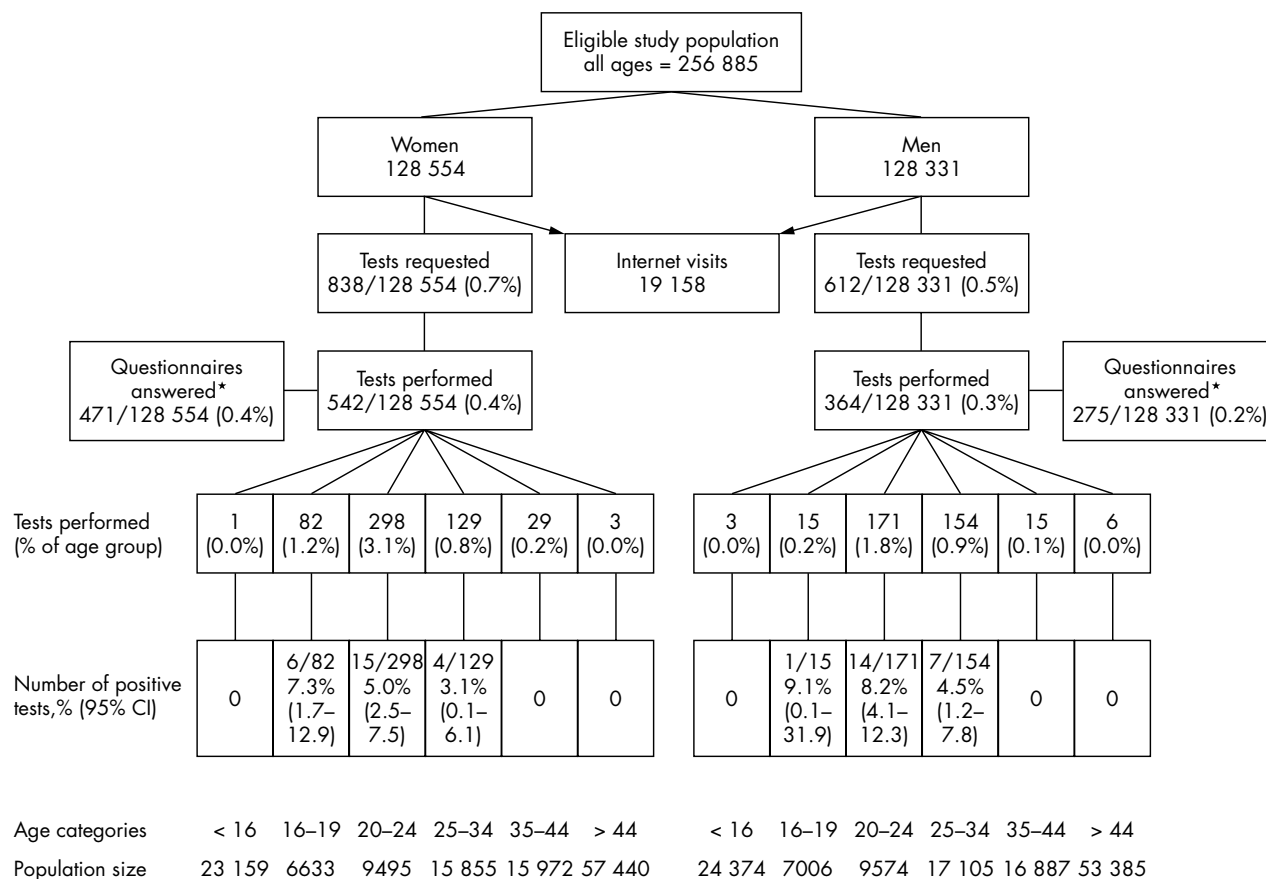 Eligible study population
all ages = 256 885
Women
128 554
Men
128 331
Tests requested
838/128 554 (0.7%)
Internet visits
19 158
Tests requested
612/128 331 (0.5%)
Questionnaires
answered*
471/128 554 (0.4%)
Tests performed
542/128 554 (0.4%)
Tests performed
364/128 331 (0.3%)
Questionnaires
answered*
275/128 331 (0.2%)
Tests performed
(% of age group)
1
(0.0%)
82
(1.2%)
298
(3.1%)
129
(0.8%)
29
(0.2%)
3
(0.0%)
3
(0.0%)
15
(0.2%)
171
(1.8%)
154
(0.9%)
15
(0.1%)
6
(0.0%)
Number of positive
tests,% (95% CI)
0
6/82
7.3%
(1.7–
12.9)
15/298
5.0%
(2.5–
7.5)
4/129
3.1%
(0.1–
6.1)
0
0
0
1/15
9.1%
(0.1–
31.9)
14/171
8.2%
(4.1–
12.3)
7/154
4.5%
(1.2–
7.8)
0
0
Age categories < 16 16–19 20–24 25–34 35–44 > 44 < 16 16–19 20–24 25–34 35–44 > 44
Population size 23 159 6633 9495 15 855 15 972 57 440 24 374 7006 9574 17 105 16 887 53 385